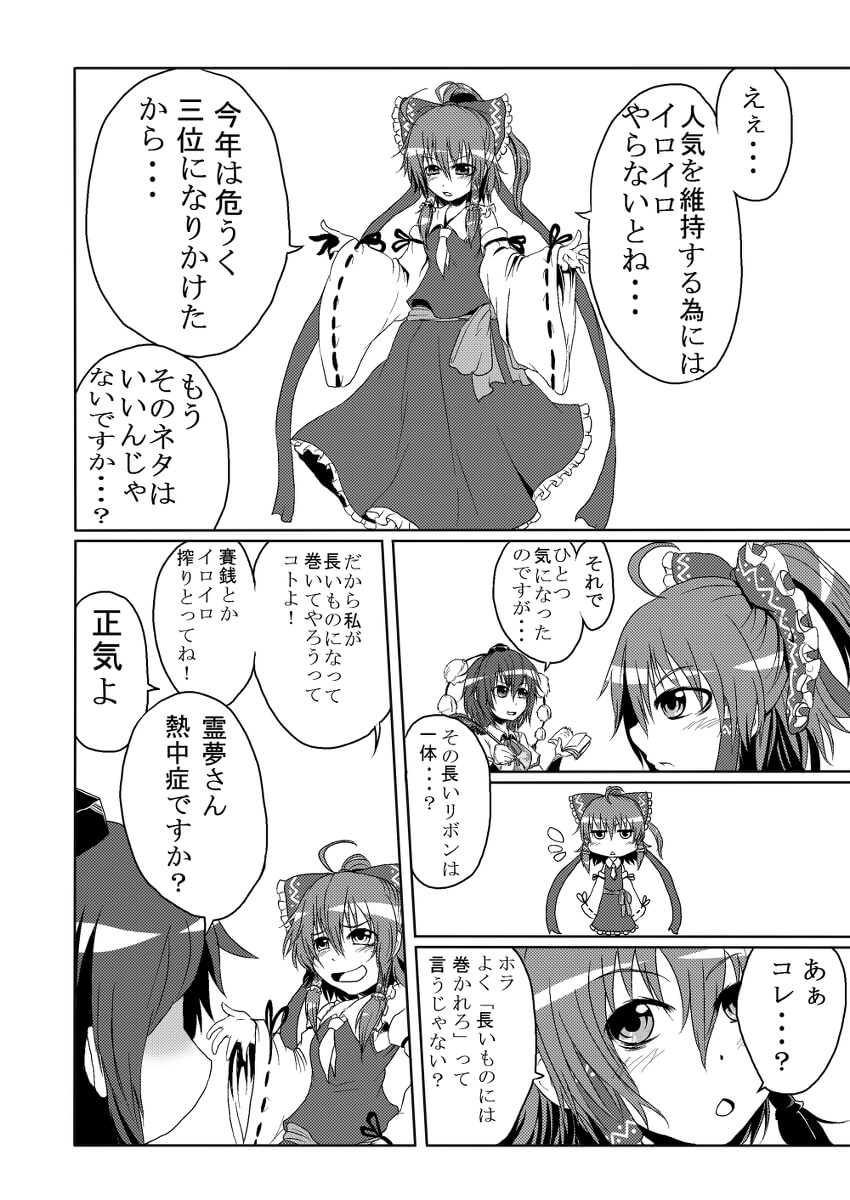 ええ・・・
人気を維持する為には
イロイロ
やらないとね・・・
今年は危うく
三位になりかけた
から・・・
もう
そのネタは
いいんじゃ
ないですか・・・？
それで
ひとつ
気になった
のですが・・・
その長いリボンは
一体・・・？
あぁ
コレ・・・？
ホラ
よく「長いものには
巻かれろ」って
言うじゃない？
だから私が
長いものになって
巻いてやろうって
コトよ！
賽銭とか
イロイロ
搾りとってね！
霊夢さん
熱中症ですか？
正気よ